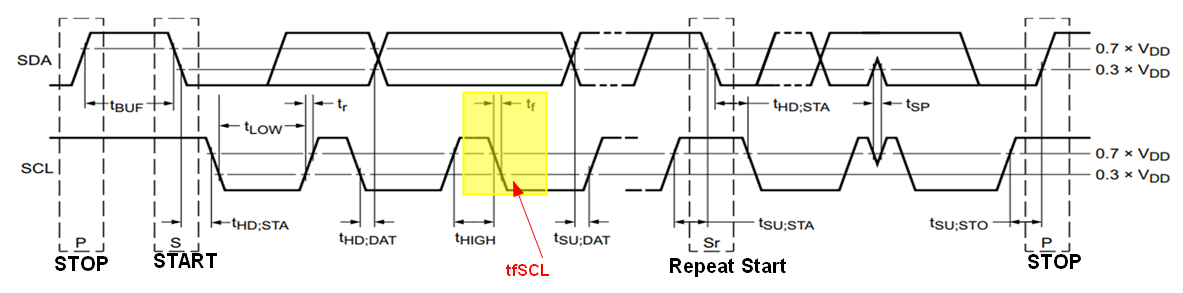 SDA
0.7 × VDD
0.3 × VDD
tBUF
tLOW
tr
tf
tHD;STA
tSP
SCL
0.7 × VDD
0.3 × VDD
tHD;STA
tHD;DAT
tHIGH
tSU;DAT
tSU;STA
tSU;STO
P
S
Sr
P
STOP
START
tfSCL
Repeat Start
STOP